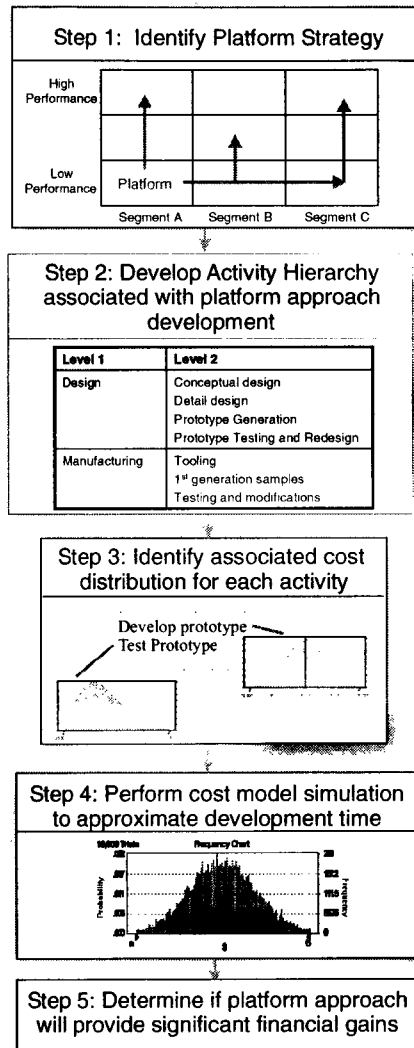 Step 1: Identify Platform Strategy
High
Performance
Low
Performance
Platform
Segment A Segment B Segment C
Step 2: Develop Activity Hierarchy
associated with platform approach
development
Level 1 Level 2
Design Conceptual design
Detail design
Prototype Generation
Prototype Testing and Redesign
Manufacturing Tooling
1st generation samples
Testing and modifications
Step 3: Identify associated cost
distribution for each activity
Develop prototype
Test Prototype
Step 4: Perform cost model simulation
to approximate development time
10,000 Trials Frequency Chart
Probability
Frequency
Step 5: Determine if platform approach
will provide significant financial gains